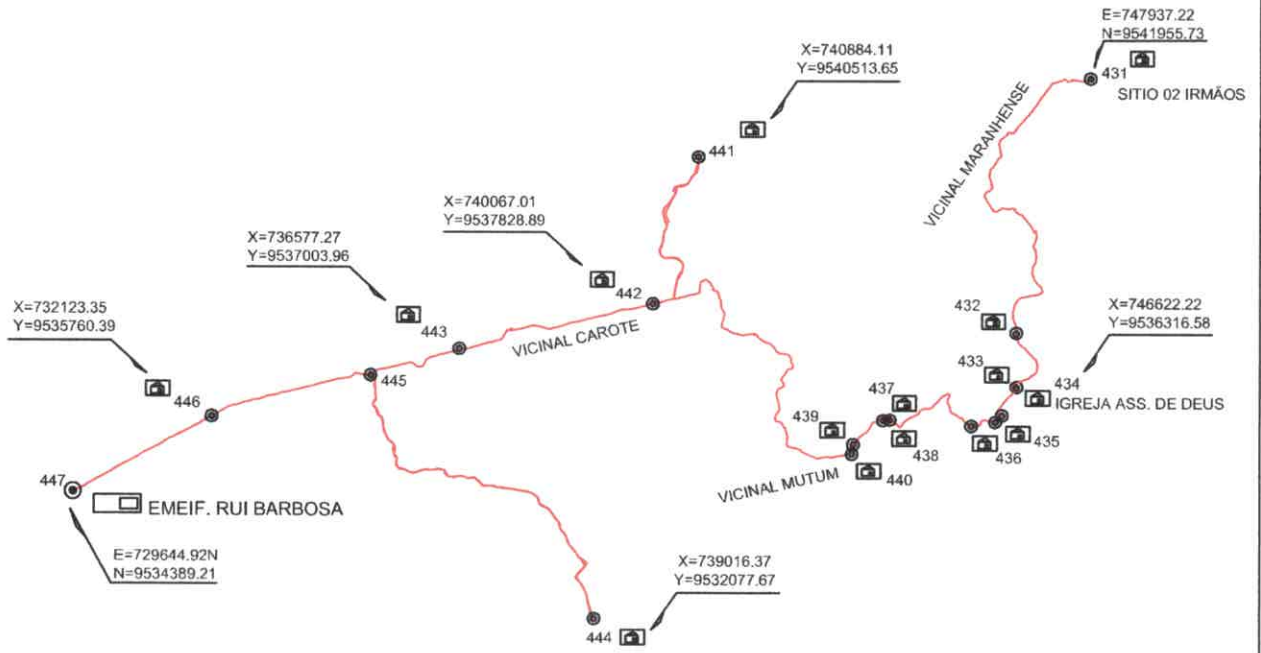 E=747937.22
N=9541955.73
431
SITIO 02 IRMÃOS
X=740884.11
Y=9540513.65
441
VICINAL MARANHENSE
X=740067.01
Y=9537828.89
442
X=736577.27
Y=9537003.96
443
VICINAL CAROTE
X=732123.35
Y=9535760.39
446
445
432
X=746622.22
Y=9536316.58
433
434
IGREJA ASS. DE DEUS
437
439
435
438
436
440
VICINAL MUTUM
447
EMEIF. RUI BARBOSA
E=729644.92N
N=9534389.21
X=739016.37
Y=9532077.67
444